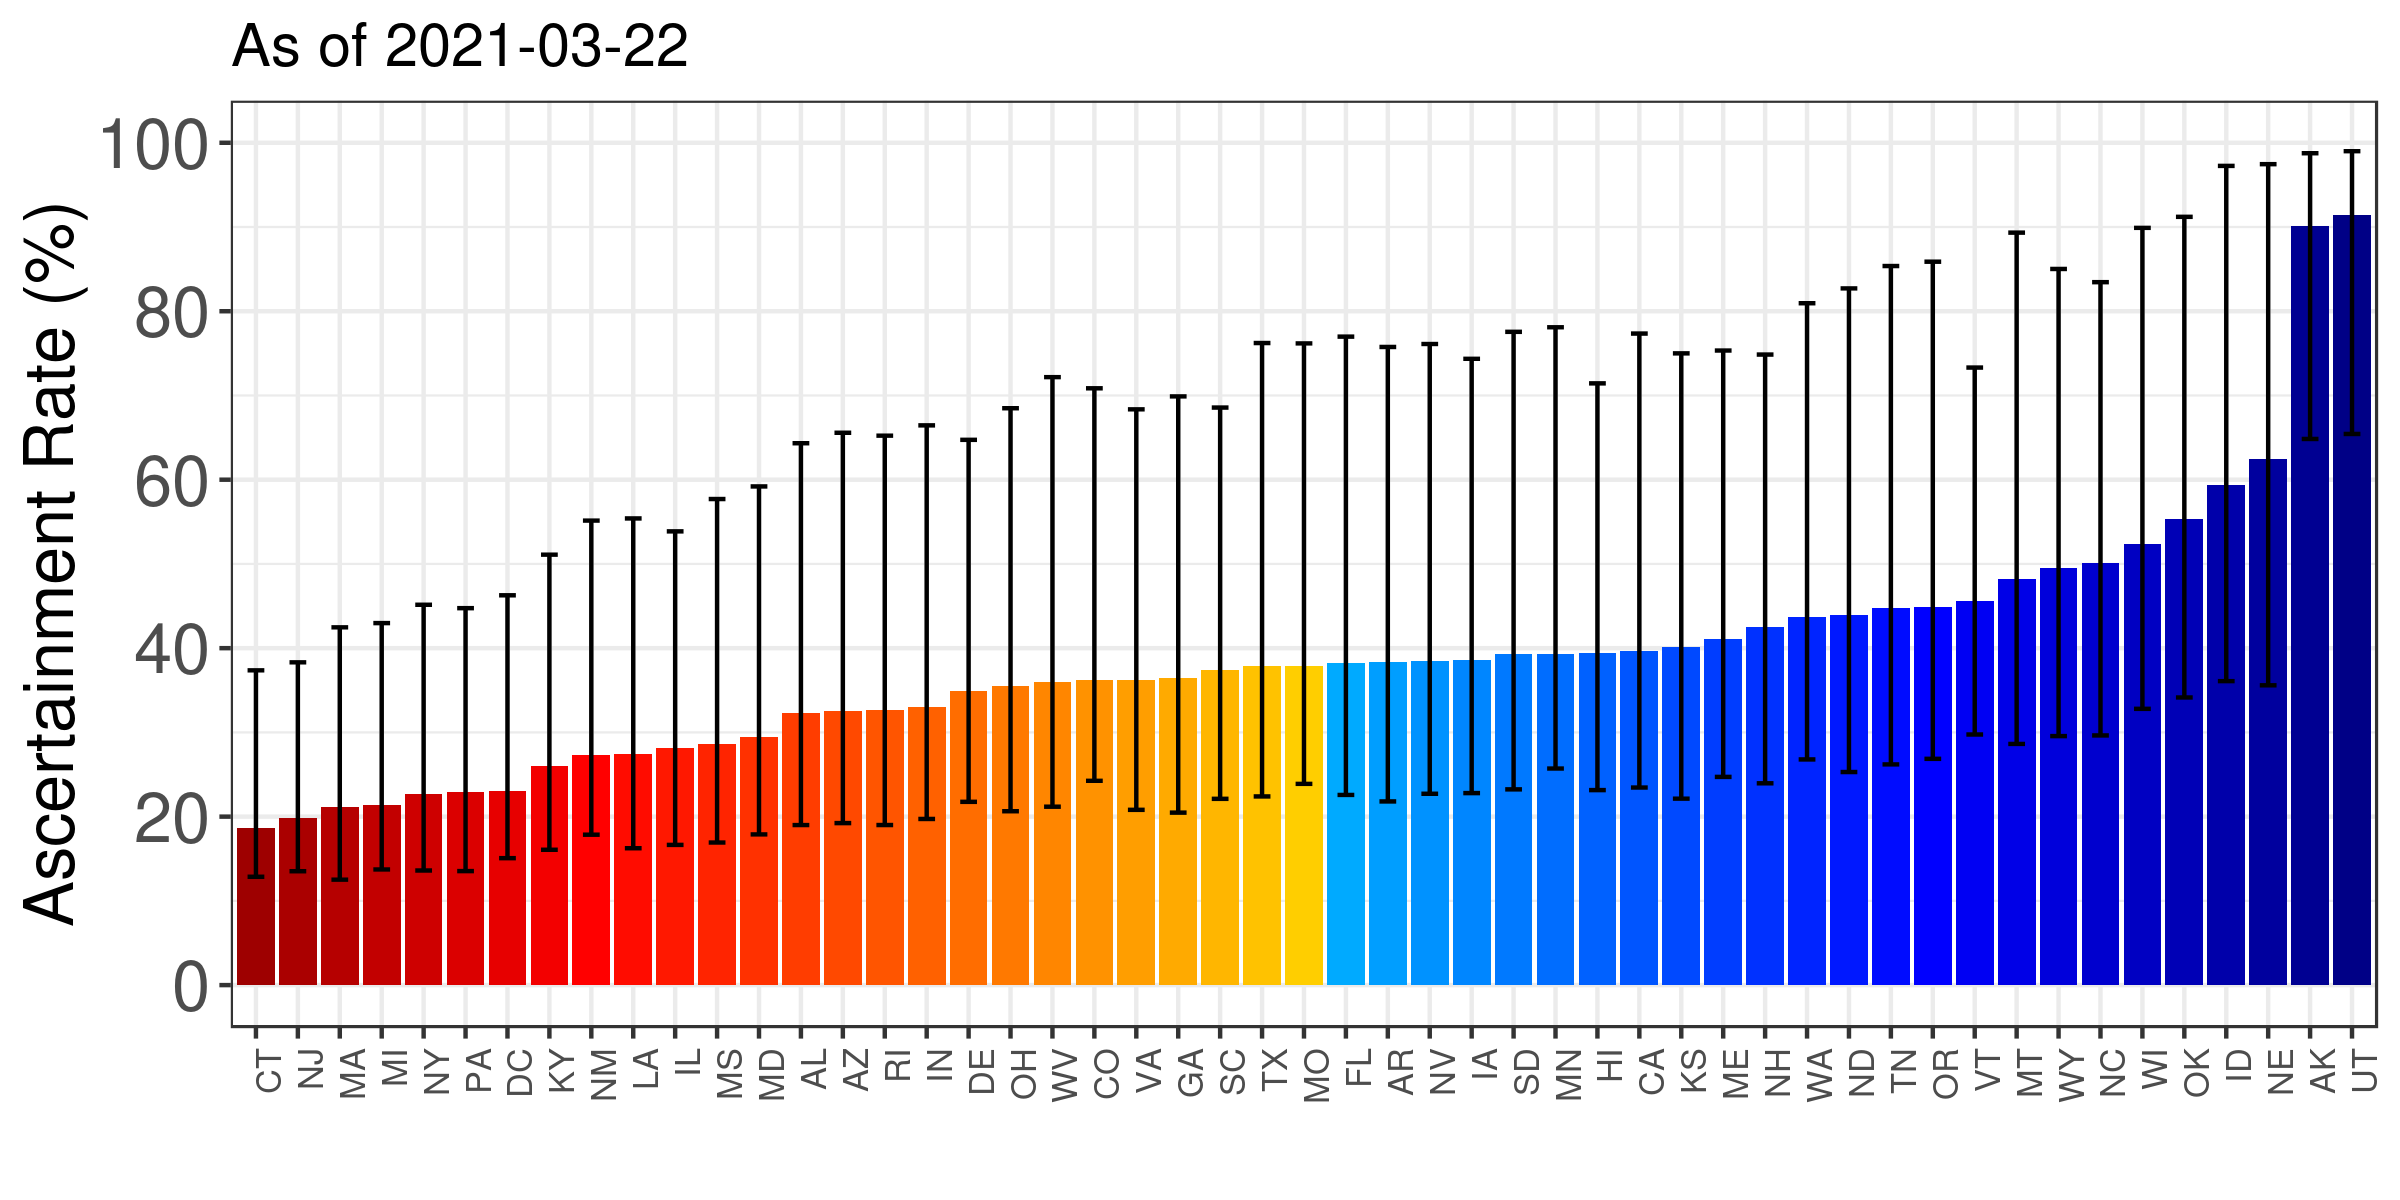 As of 2021-03-22
Ascertainment Rate (%)
100
80
60
40
20
0
CT NJ MA MI NY PA DC KY NM LA IL MS MD AL AZ RI IN DE OH WV CO VA GA SC TX MO FL AR NV IA SD MN HI CA KS ME NH WA ND TN OR VT MT WY NC WI OK ID NE AK UT